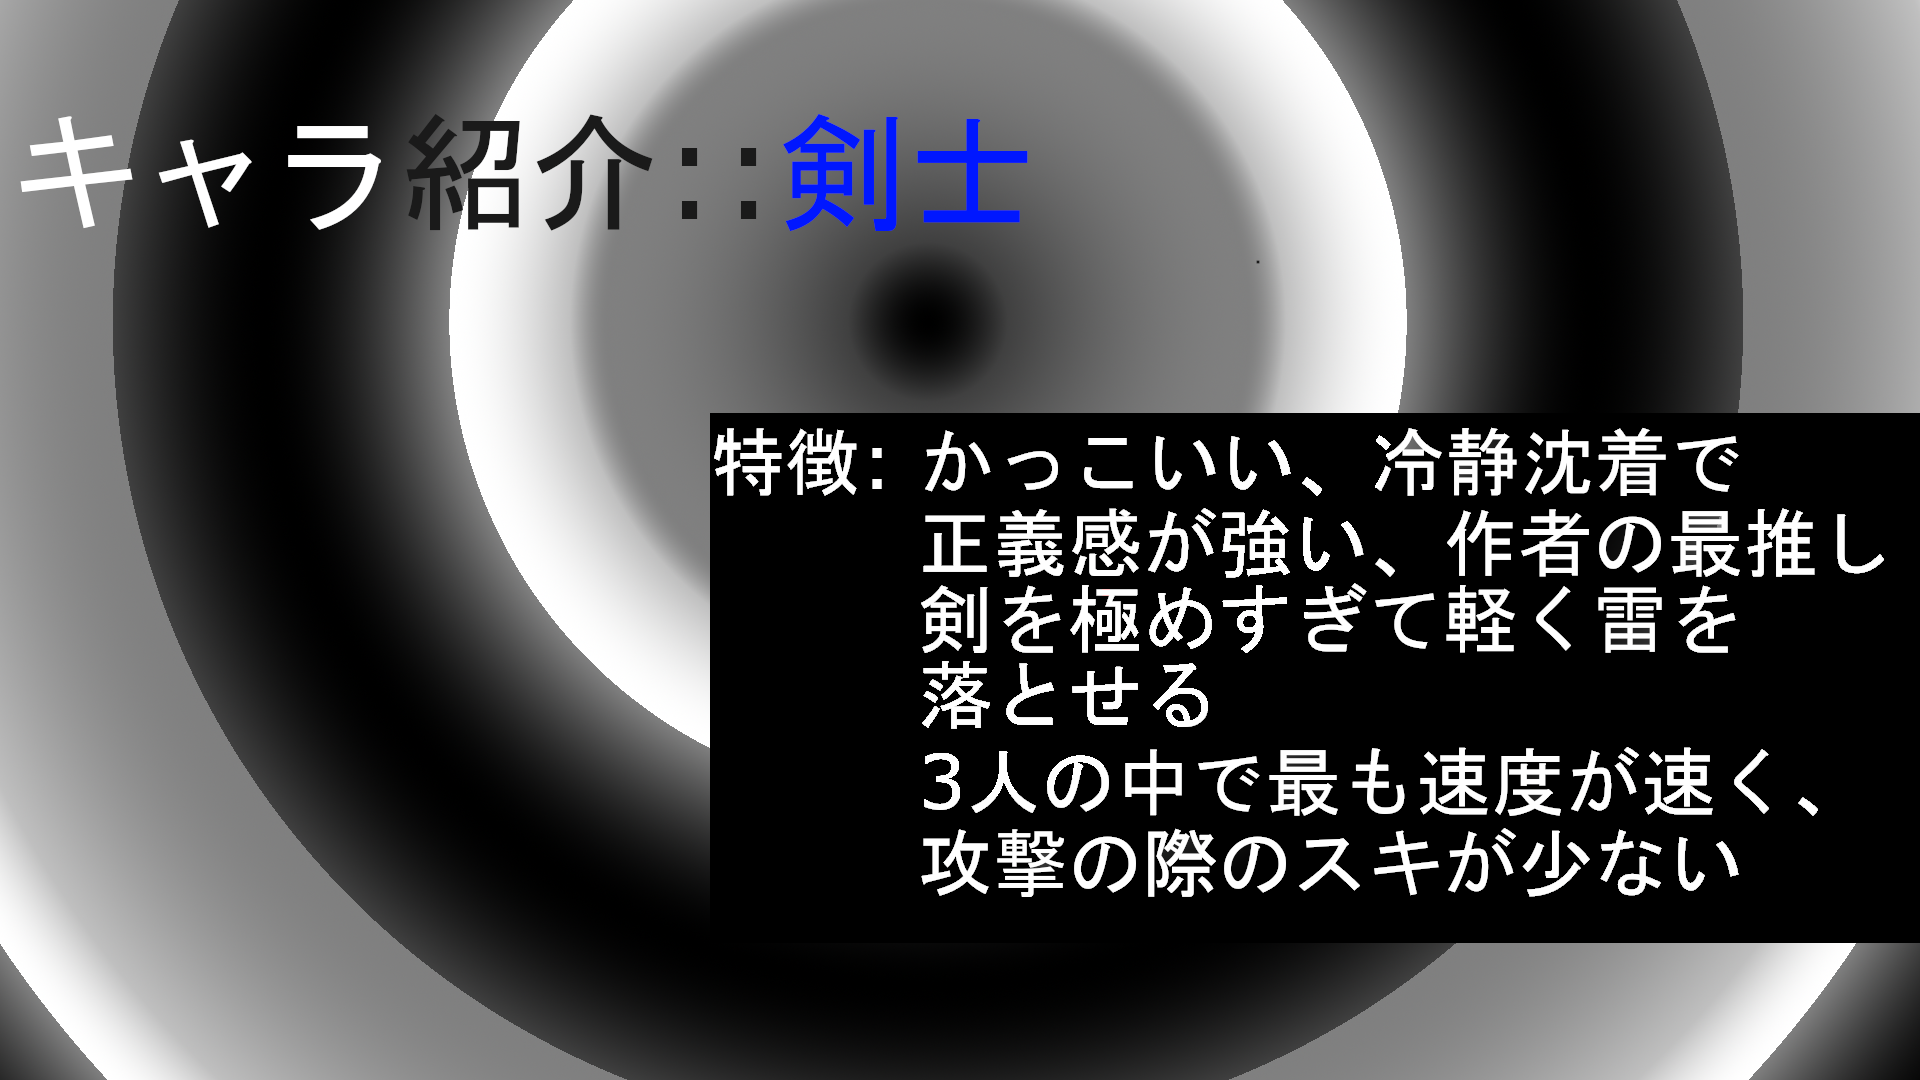 キャラ紹介::剣士
特徴: かっこいい、冷静沈着で
正義感が強い、作者の最推し
剣を極めすぎて軽く雷を
落とせる
3人の中で最も速度が速く、
攻撃の際のスキが少ない